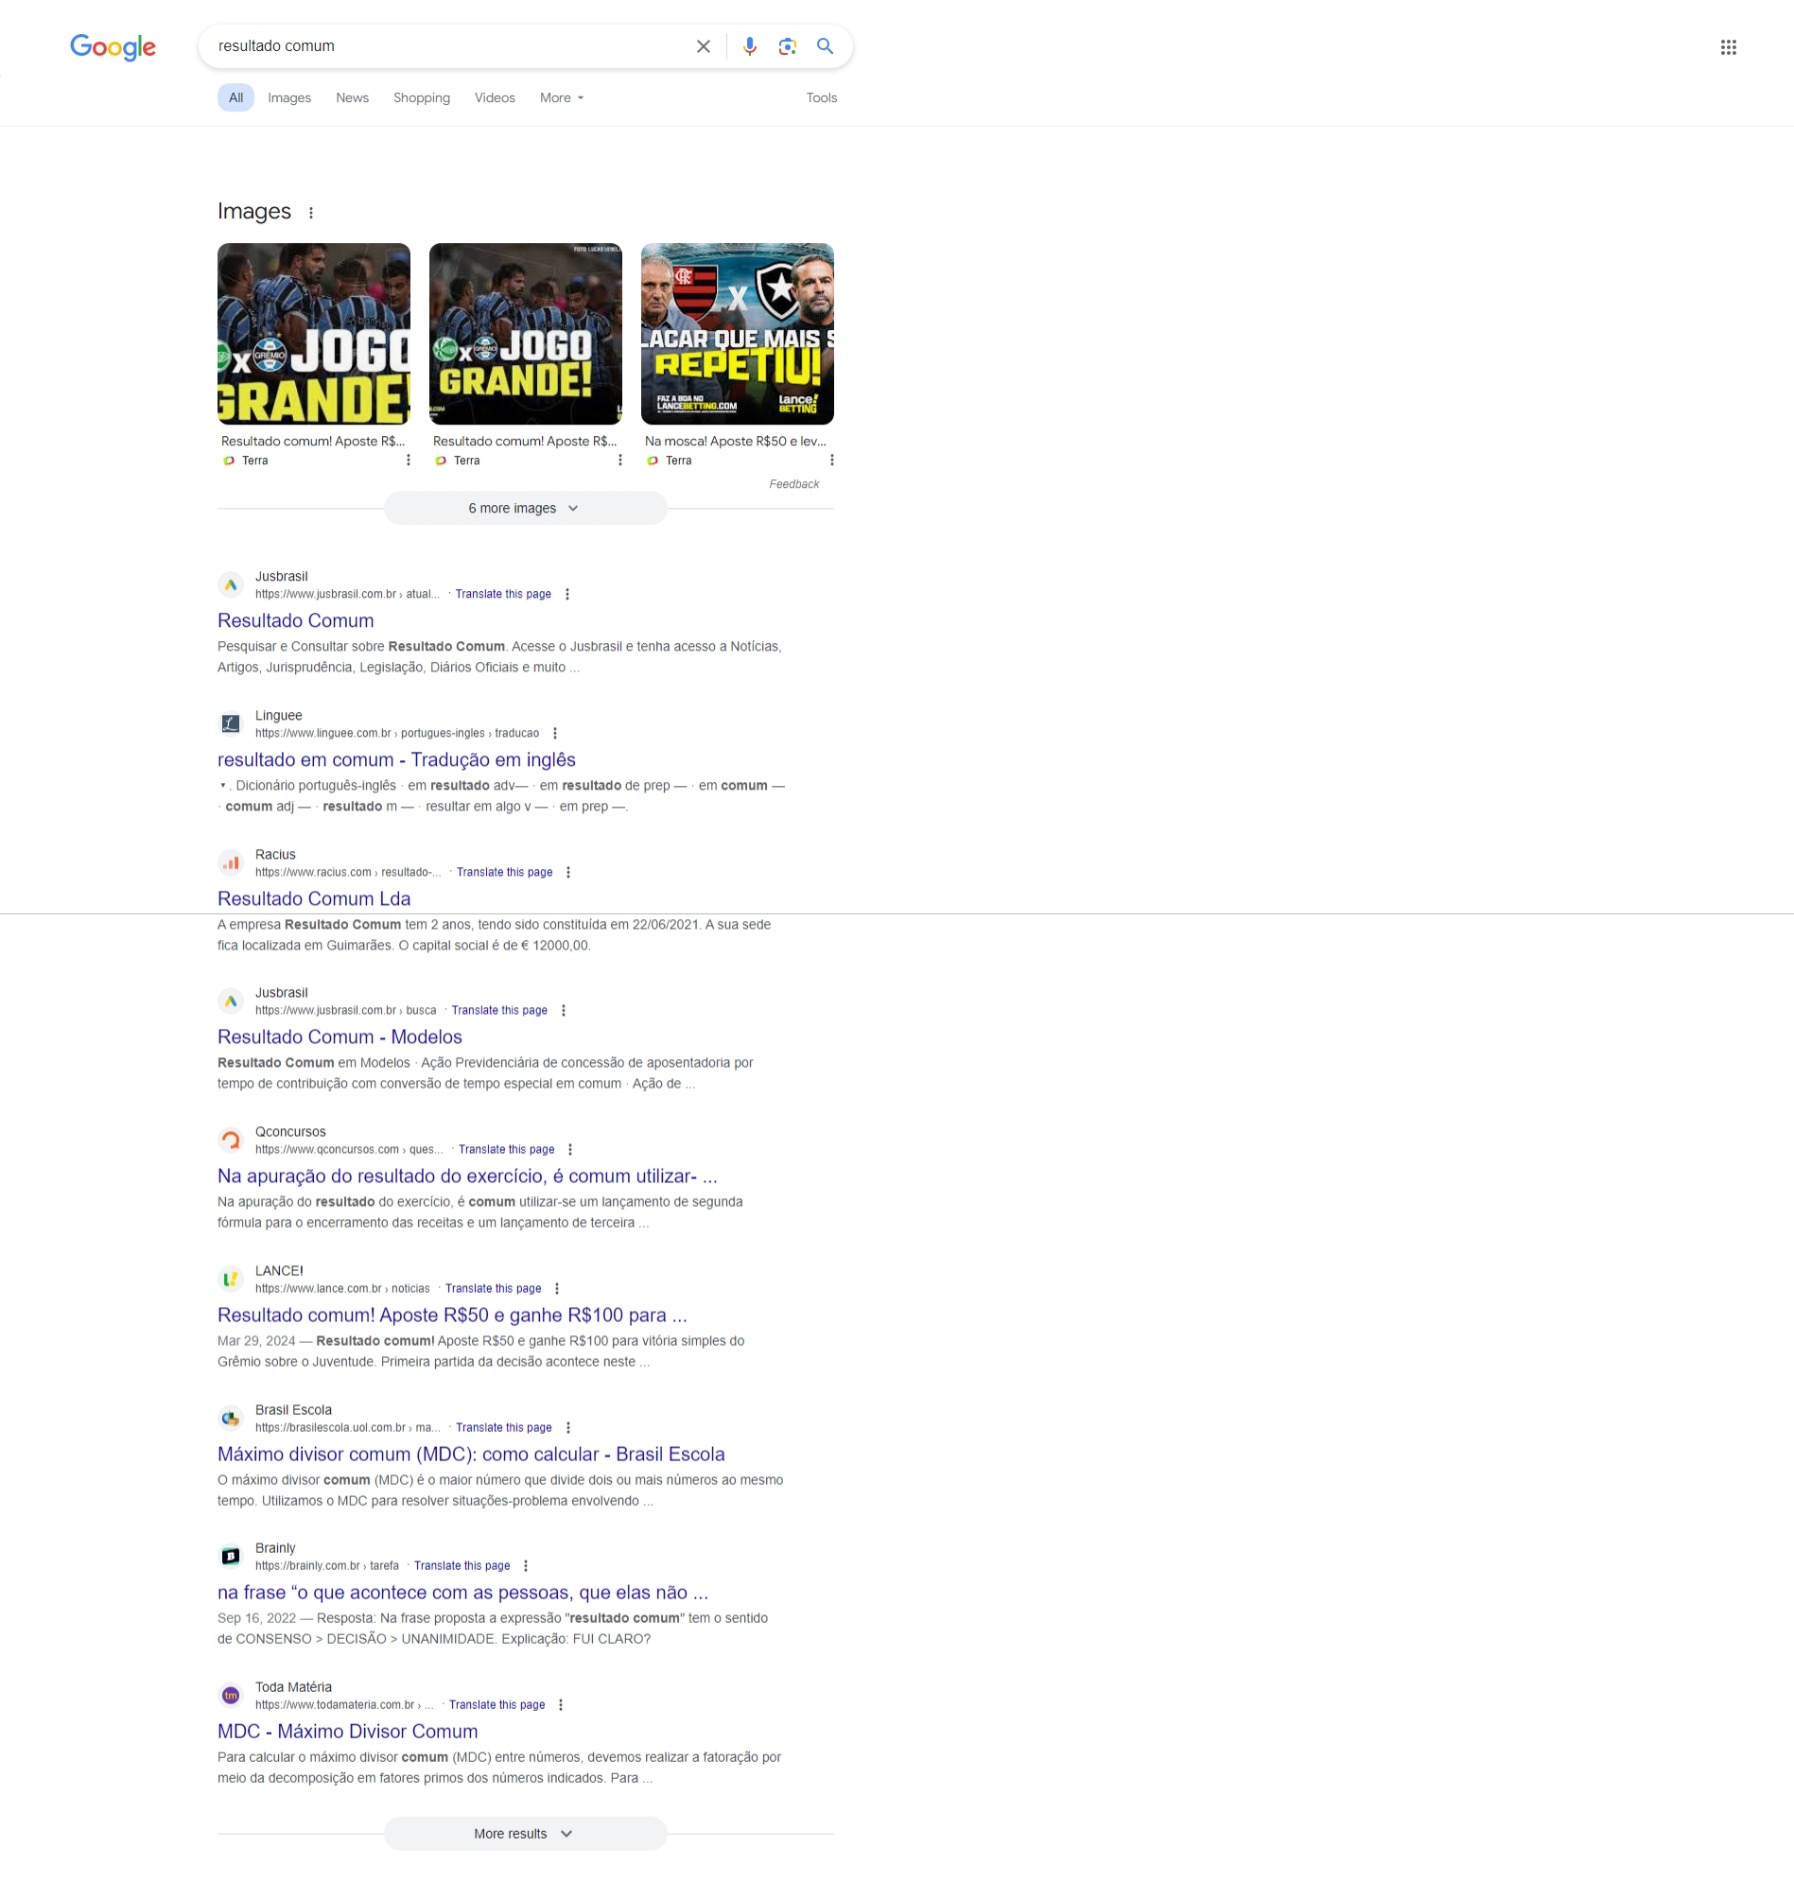 Google
resultado comum
All Images News Shopping Videos More Tools
Images
X GRÊMIO JOGO
GRANDE!
FOTO: LUCAS UEBEL
X GRÊMIO JOGO
GRANDE!
X
LACAR QUE MAIS S
REPETIU!
FAZ A BOA NO
LANCEBETTING.COM
Lance!
BETTING
Resultado comum! Aposte R$... Resultado comum! Aposte R$... Na mosca! Aposte R$50 e lev...
Terra Terra Terra
Feedback
6 more images
Jusbrasil
https://www.jusbrasil.com.br › atual... · Translate this page
Resultado Comum
Pesquisar e Consultar sobre Resultado Comum. Acesse o Jusbrasil e tenha acesso a Notícias,
Artigos, Jurisprudência, Legislação, Diários Oficiais e muito ...
Linguee
https://www.linguee.com.br › portugues-ingles › traducao
resultado em comum - Tradução em inglês
▼ . Dicionário português-inglês · em resultado adv— · em resultado de prep — · em comum —
· comum adj — · resultado m — · resultar em algo v — · em prep —.
Racius
https://www.racius.com › resultado-... · Translate this page
Resultado Comum Lda
A empresa Resultado Comum tem 2 anos, tendo sido constituída em 22/06/2021. A sua sede
fica localizada em Guimarães. O capital social é de € 12000,00.
Jusbrasil
https://www.jusbrasil.com.br › busca · Translate this page
Resultado Comum - Modelos
Resultado Comum em Modelos · Ação Previdenciária de concessão de aposentadoria por
tempo de contribuição com conversão de tempo especial em comum · Ação de ...
Qconcursos
https://www.qconcursos.com › ques... · Translate this page
Na apuração do resultado do exercício, é comum utilizar- ...
Na apuração do resultado do exercício, é comum utilizar-se um lançamento de segunda
fórmula para o encerramento das receitas e um lançamento de terceira ...
LANCE!
https://www.lance.com.br › noticias · Translate this page
Resultado comum! Aposte R$50 e ganhe R$100 para ...
Mar 29, 2024 — Resultado comum! Aposte R$50 e ganhe R$100 para vitória simples do
Grêmio sobre o Juventude. Primeira partida da decisão acontece neste ...
Brasil Escola
https://brasilescola.uol.com.br › ma... · Translate this page
Máximo divisor comum (MDC): como calcular - Brasil Escola
O máximo divisor comum (MDC) é o maior número que divide dois ou mais números ao mesmo
tempo. Utilizamos o MDC para resolver situações-problema envolvendo ...
Brainly
https://brainly.com.br › tarefa · Translate this page
na frase “o que acontece com as pessoas, que elas não ...
Sep 16, 2022 — Resposta: Na frase proposta a expressão "resultado comum" tem o sentido
de CONSENSO > DECISÃO > UNANIMIDADE. Explicação: FUI CLARO?
tm Toda Matéria
https://www.todamateria.com.br › ... · Translate this page
MDC - Máximo Divisor Comum
Para calcular o máximo divisor comum (MDC) entre números, devemos realizar a fatoração por
meio da decomposição em fatores primos dos números indicados. Para ...
More results